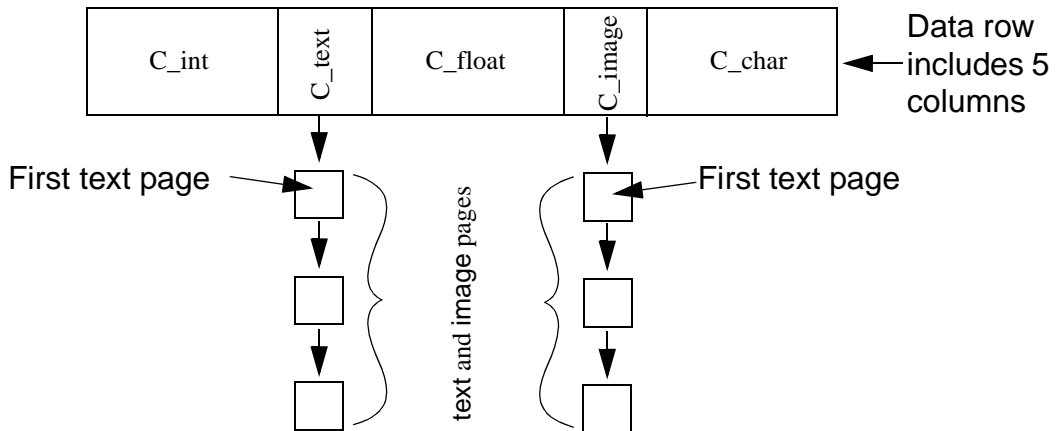 C_int
C_text
C_float
C_image
C_char
Data row
includes 5
columns
First text page
text and image pages
First text page